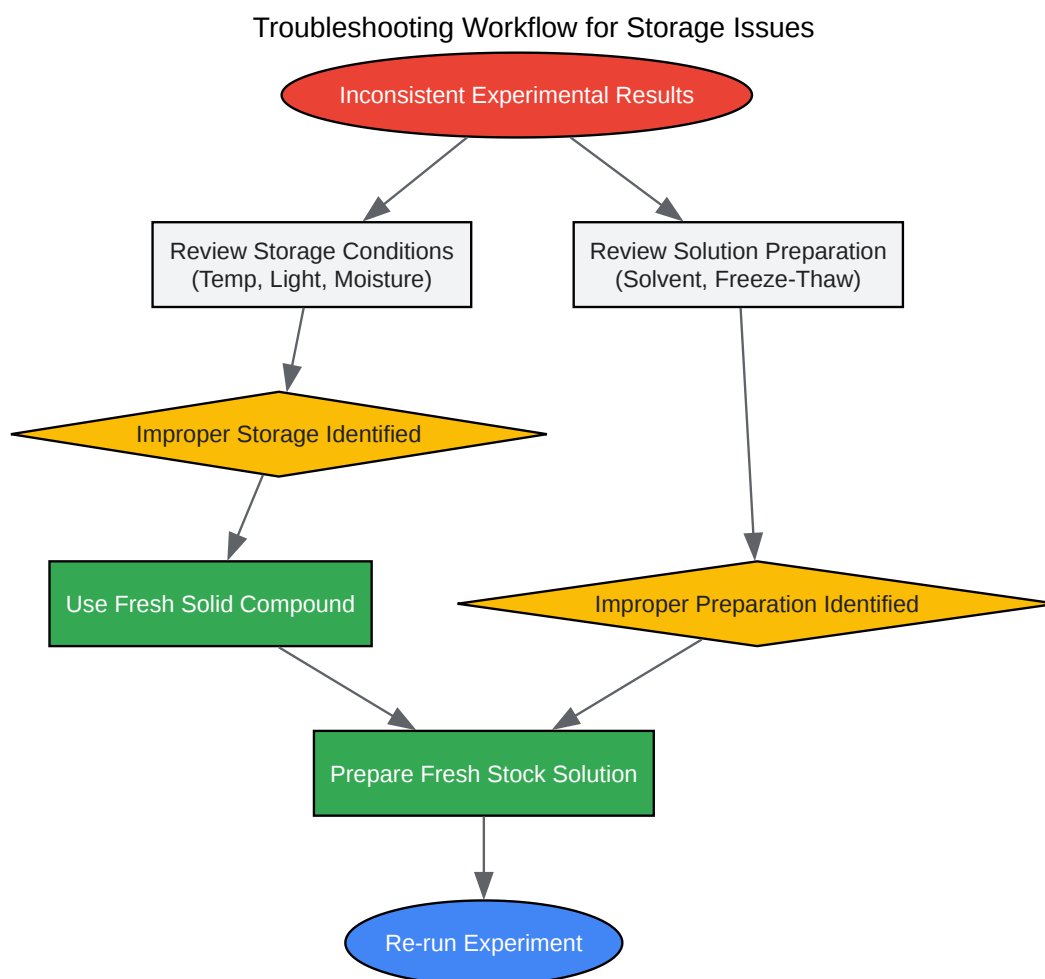 Troubleshooting Workflow for Storage Issues
Inconsistent Experimental Results
Review Storage Conditions
(Temp, Light, Moisture)
Review Solution Preparation
(Solvent, Freeze-Thaw)
Improper Storage Identified
Use Fresh Solid Compound
Improper Preparation Identified
Prepare Fresh Stock Solution
Re-run Experiment